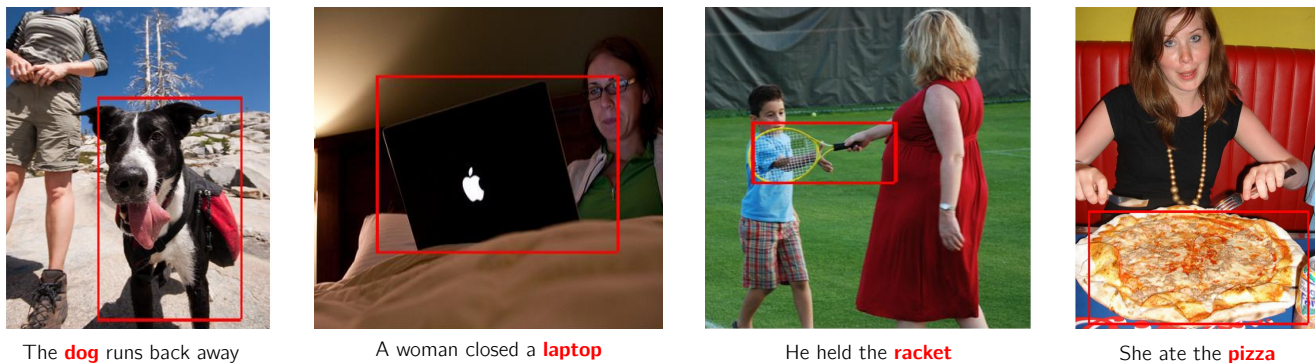 The dog runs back away
A woman closed a laptop
He held the racket
She ate the pizza